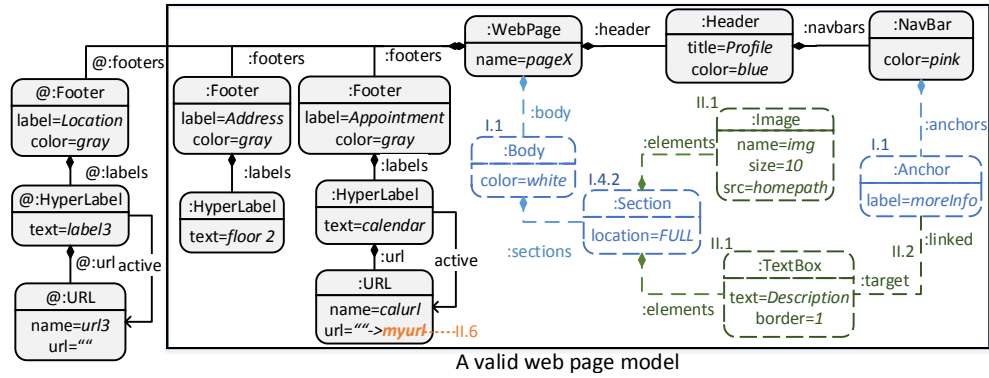 :WebPage
name=pageX
:header
:Header
title=Profile
color=blue
:navbars
:NavBar
color=pink
@:footers
:footers
:footers
@:Footer
label=Location
color=gray
:Footer
label=Address
color=gray
:Footer
label=Appointment
color=gray
:body
I.1
:Body
color=white
II.1
:Image
name=img
size=10
src=homepath
:elements
:anchors
I.1
:Anchor
label=moreInfo
@:labels
:labels
:labels
@:HyperLabel
text=label3
:HyperLabel
text=floor 2
:HyperLabel
text=calendar
I.4.2
:Section
location=FULL
:sections
:elements
II.1
:TextBox
text=Description
border=1
:target
II.2
:linked
@:url
active
:url
active
@:URL
name=url3
url=““
:URL
name=calurl
url=““->myurl
II.6
A valid web page model